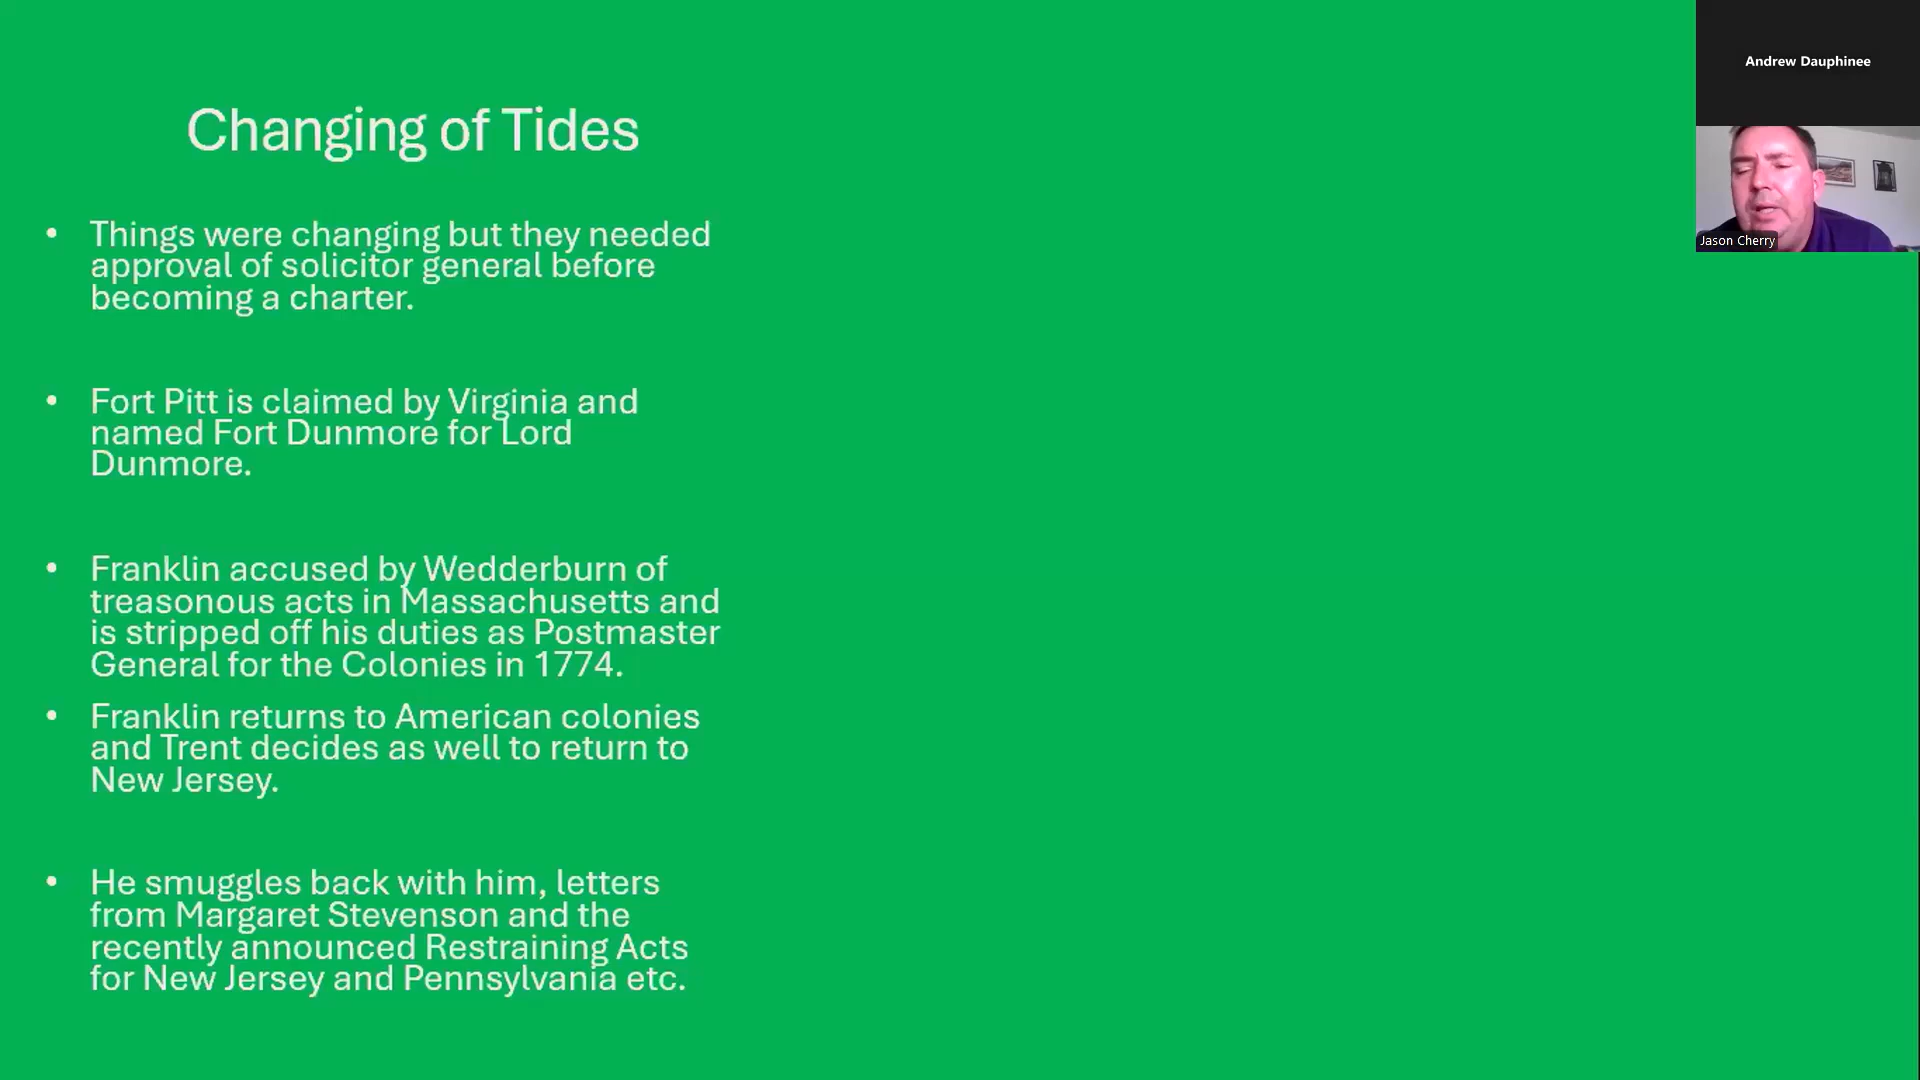 Andrew Dauphinee
Jason Cherry
Changing of Tides
• Things were changing but they needed
approval of solicitor general before
becoming a charter.
• Fort Pitt is claimed by Virginia and
named Fort Dunmore for Lord
Dunmore.
• Franklin accused by Wedderburn of
treasonous acts in Massachusetts and
is stripped off his duties as Postmaster
General for the Colonies in 1774.
• Franklin returns to American colonies
and Trent decides as well to return to
New Jersey.
• He smuggles back with him, letters
from Margaret Stevenson and the
recently announced Restraining Acts
for New Jersey and Pennsylvania etc.